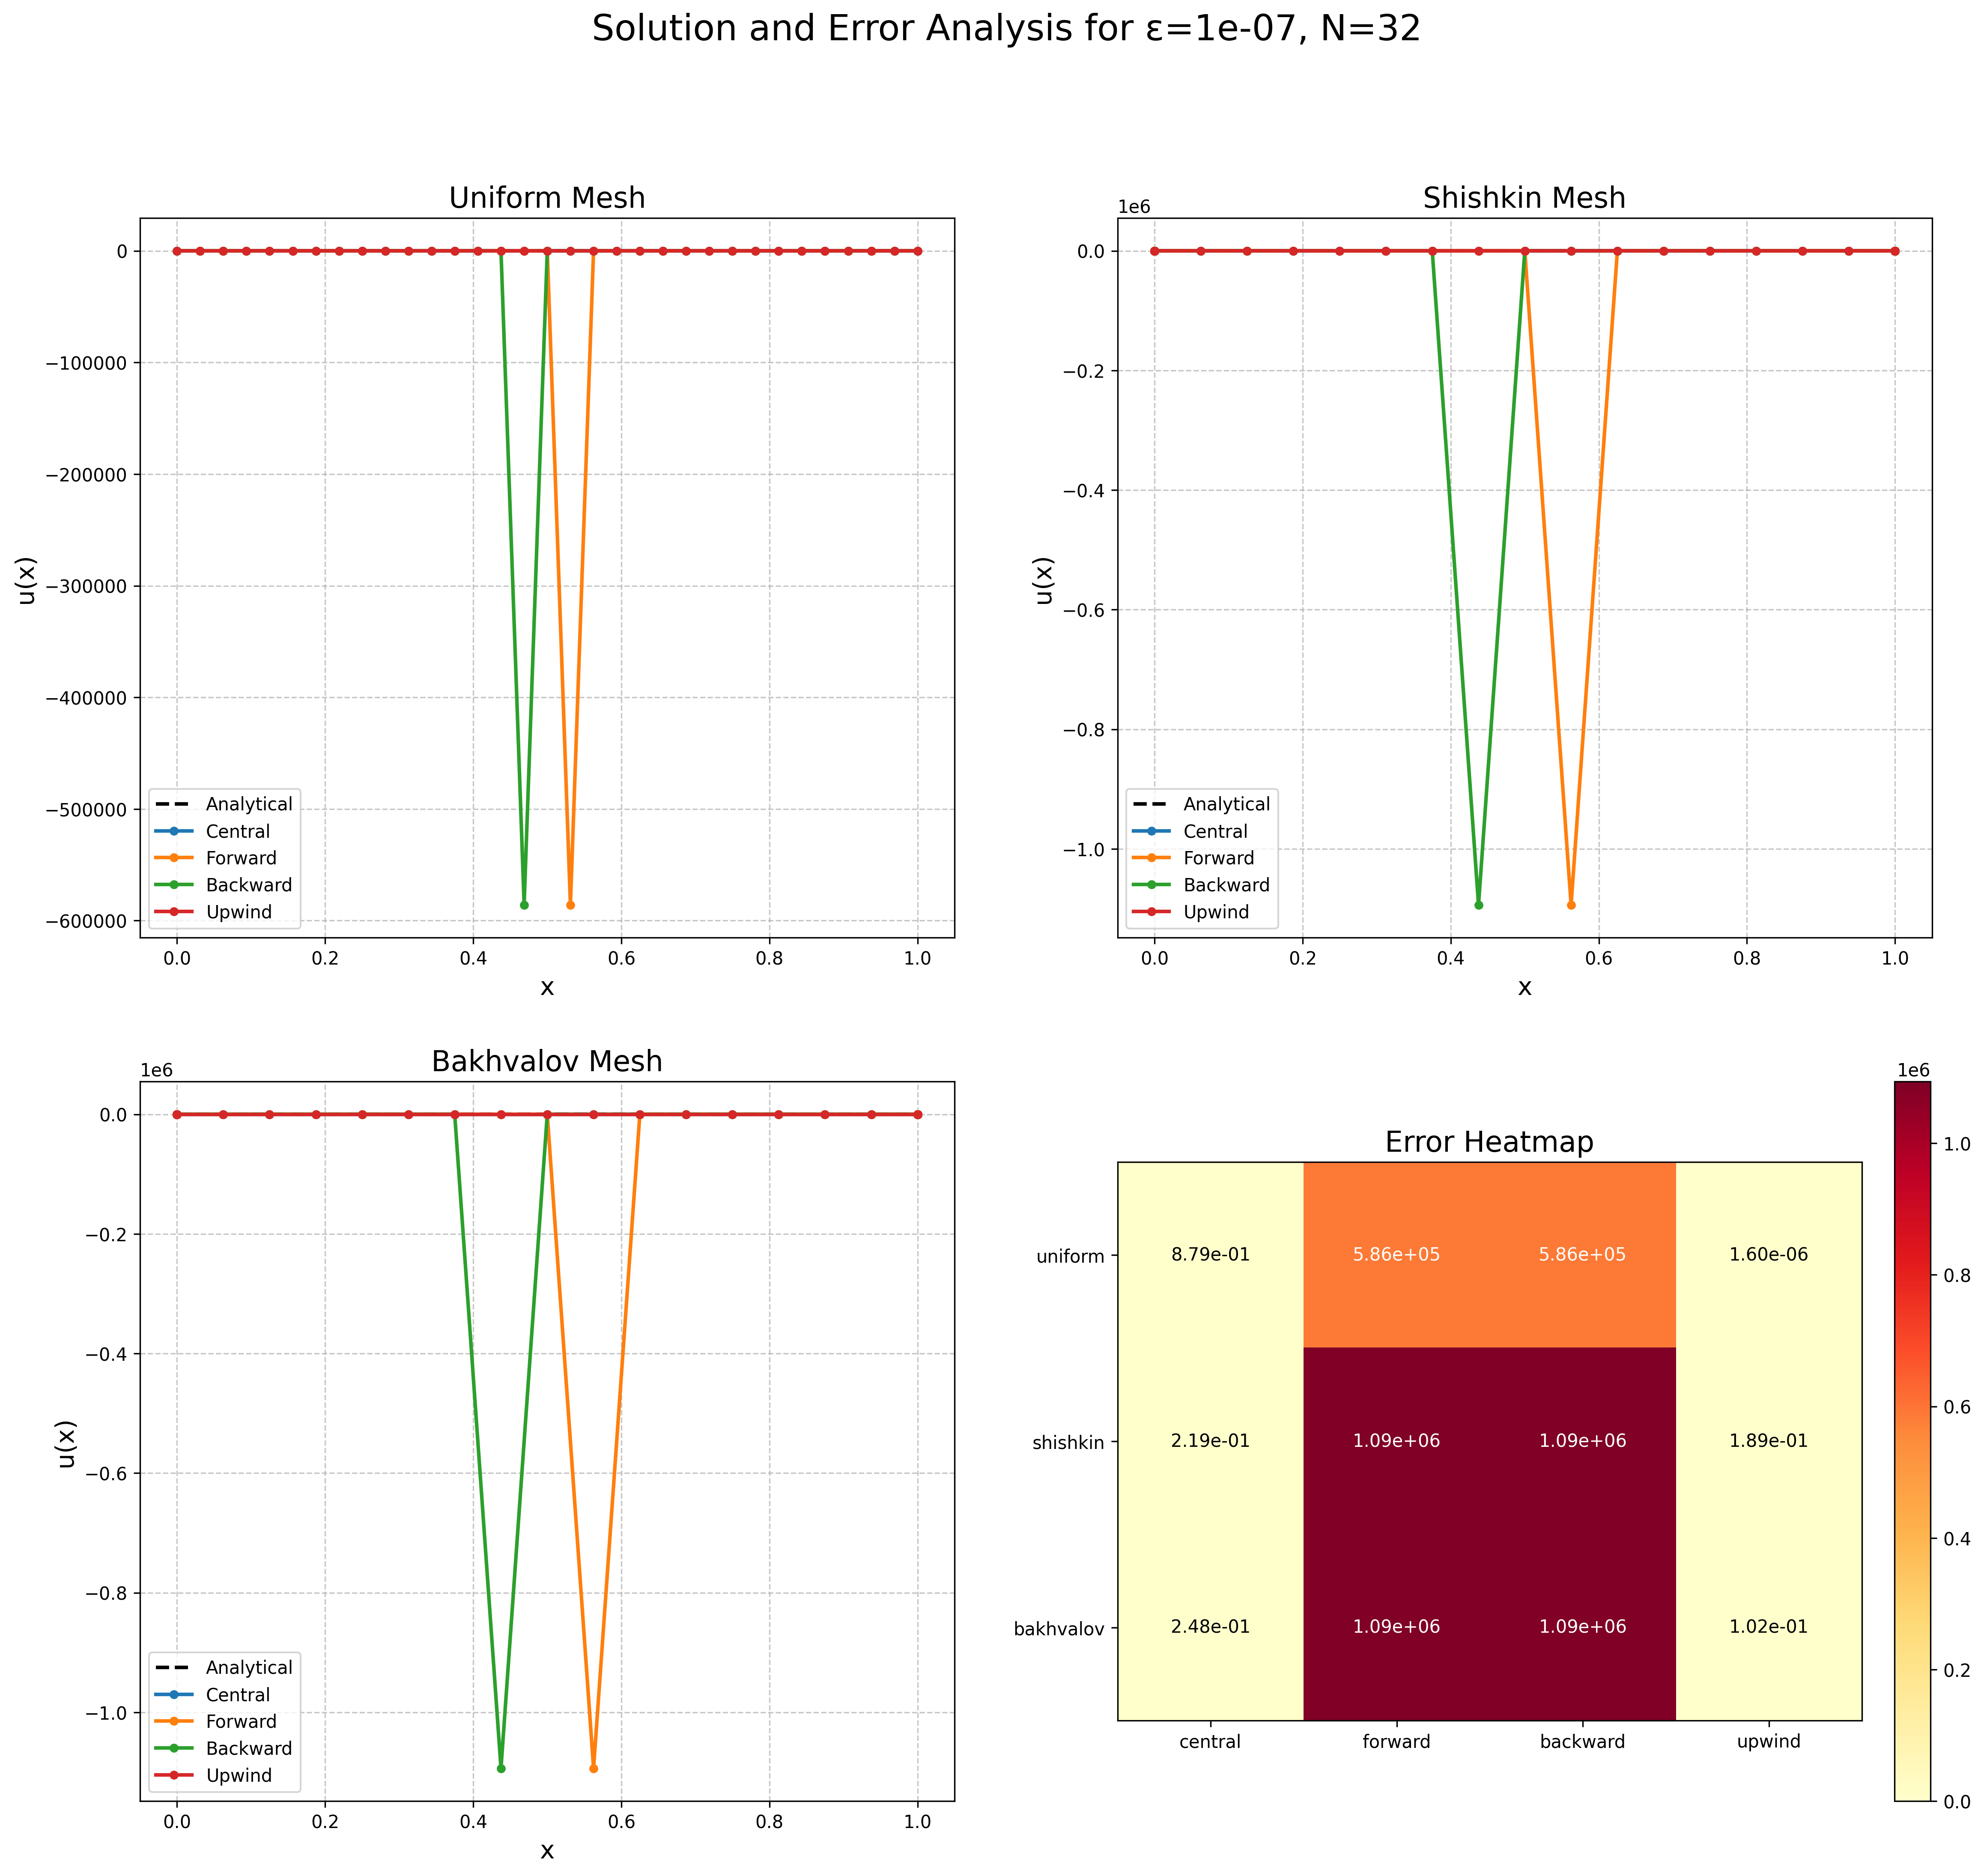 Solution and Error Analysis for ε=1e-07, N=32
Uniform Mesh
0
−100000
−200000
−300000
−400000
−500000
−600000
u(x)
Analytical
Central
Forward
Backward
Upwind
0.0 0.2 0.4 0.6 0.8 1.0
x
Shishkin Mesh
1e6
0.0
−0.2
−0.4
−0.6
−0.8
−1.0
u(x)
Analytical
Central
Forward
Backward
Upwind
0.0 0.2 0.4 0.6 0.8 1.0
x
Bakhvalov Mesh
1e6
0.0
−0.2
−0.4
−0.6
−0.8
−1.0
u(x)
Analytical
Central
Forward
Backward
Upwind
0.0 0.2 0.4 0.6 0.8 1.0
x
Error Heatmap
uniform 8.79e-01 5.86e+05 5.86e+05 1.60e-06
shishkin 2.19e-01 1.09e+06 1.09e+06 1.89e-01
bakhvalov 2.48e-01 1.09e+06 1.09e+06 1.02e-01
central forward backward upwind
1e6
1.0
0.8
0.6
0.4
0.2
0.0